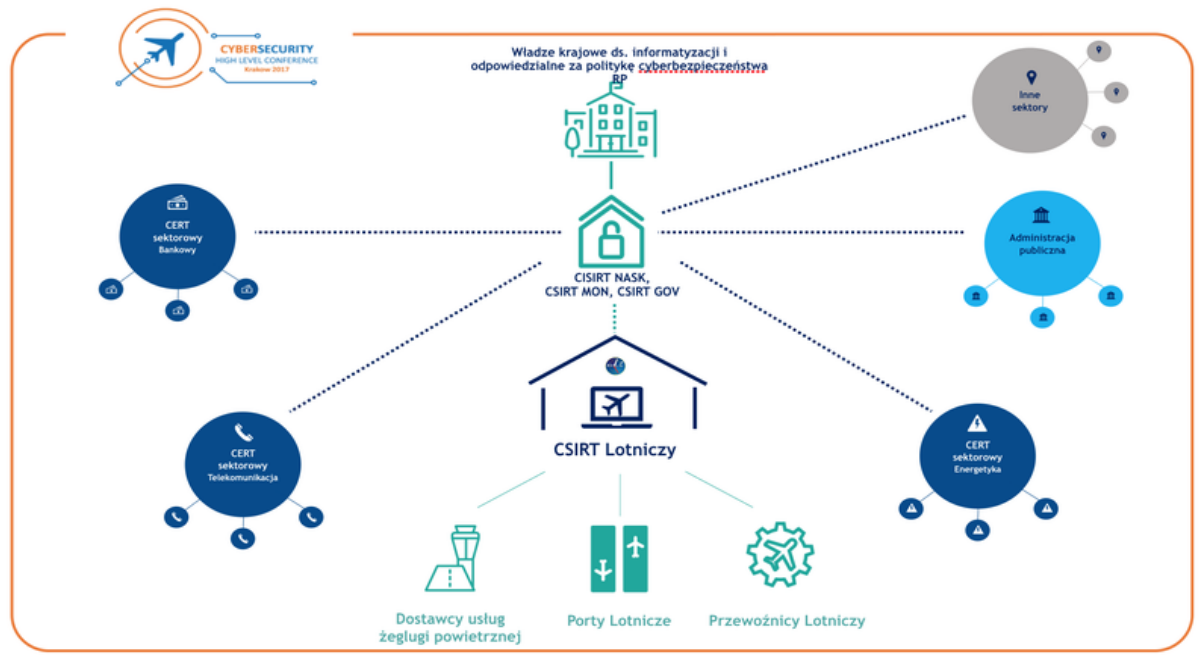 CYBERSECURITY
HIGH LEVEL CONFERENCE
Krakow 2017
Władze krajowe ds. informatyzacji i
odpowiedzialne za politykę cyberbezpieczeństwa
RP
Inne
sektory
CERT
sektorowy
Bankowy
Administracja
publiczna
CISIRT NASK,
CSIRT MON, CSIRT GOV
CERT
sektorowy
Telekomunikacja
CSIRT Lotniczy
CERT
sektorowy
Energetyka
Dostawcy usług
żeglugi powietrznej
Porty Lotnicze
Przewoźnicy Lotniczy